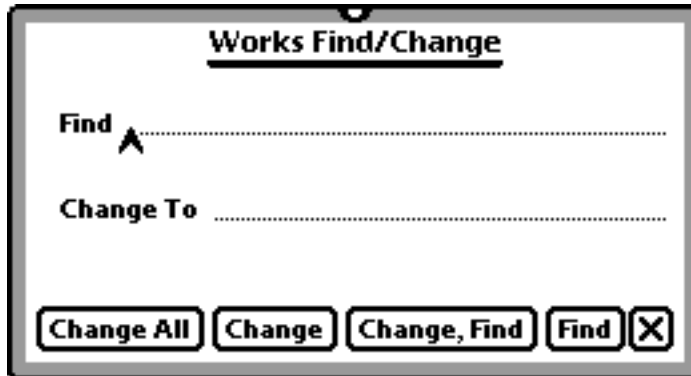 Works Find/Change
Find
Change To
Change All Change Change, Find Find X